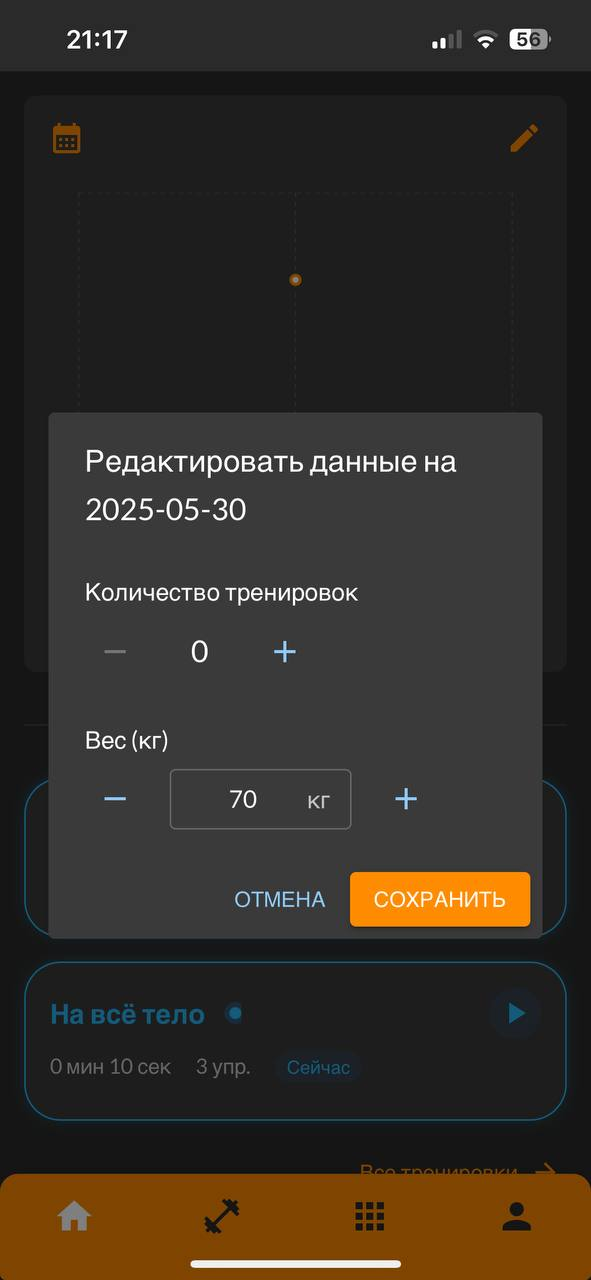 21:17
56
Редактировать данные на
2025-05-30
Количество тренировок
0
Вес (кг)
70 кг
ОТМЕНА СОХРАНИТЬ
На всё тело
0 мин 10 сек 3 упр. Сейчас
Все тренировки